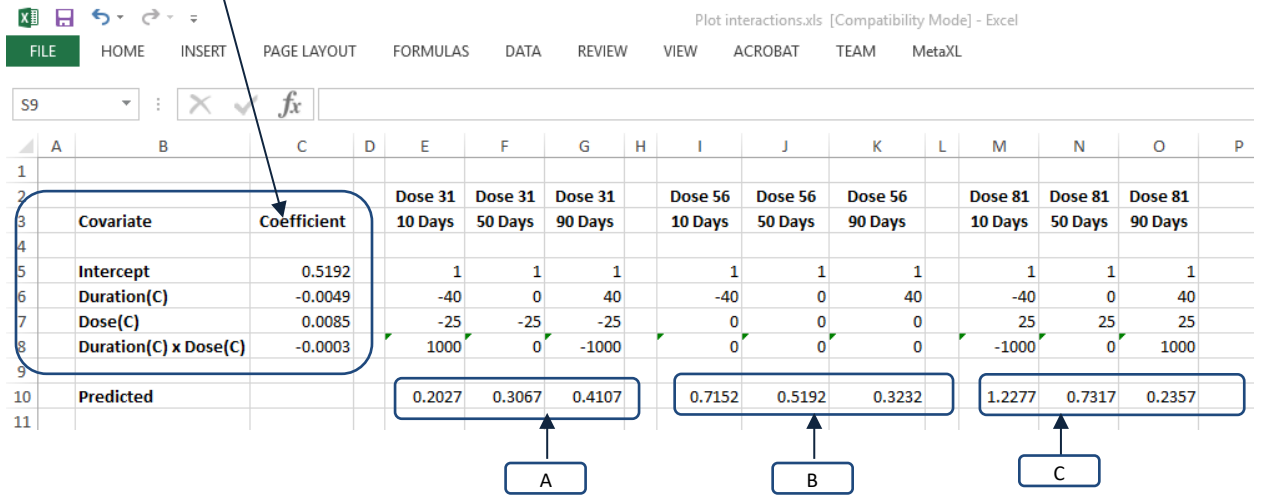 Plot interactions.xls [Compatibility Mode] - Excel
FILE HOME INSERT PAGE LAYOUT FORMULAS DATA REVIEW VIEW ACROBAT TEAM MetaXL
S9 fx
A B C D E F G H I J K L M N O P
1
2 Dose 31 Dose 31 Dose 31 Dose 56 Dose 56 Dose 56 Dose 81 Dose 81 Dose 81
3 Covariate Coefficient 10 Days 50 Days 90 Days 10 Days 50 Days 90 Days 10 Days 50 Days 90 Days
4
5 Intercept 0.5192 1 1 1 1 1 1 1 1 1
6 Duration(C) -0.0049 -40 0 40 -40 0 40 -40 0 40
7 Dose(C) 0.0085 -25 -25 -25 0 0 0 25 25 25
8 Duration(C) x Dose(C) -0.0003 1000 0 -1000 0 0 0 -1000 0 1000
9
10 Predicted 0.2027 0.3067 0.4107 0.7152 0.5192 0.3232 1.2277 0.7317 0.2357
11
A B C